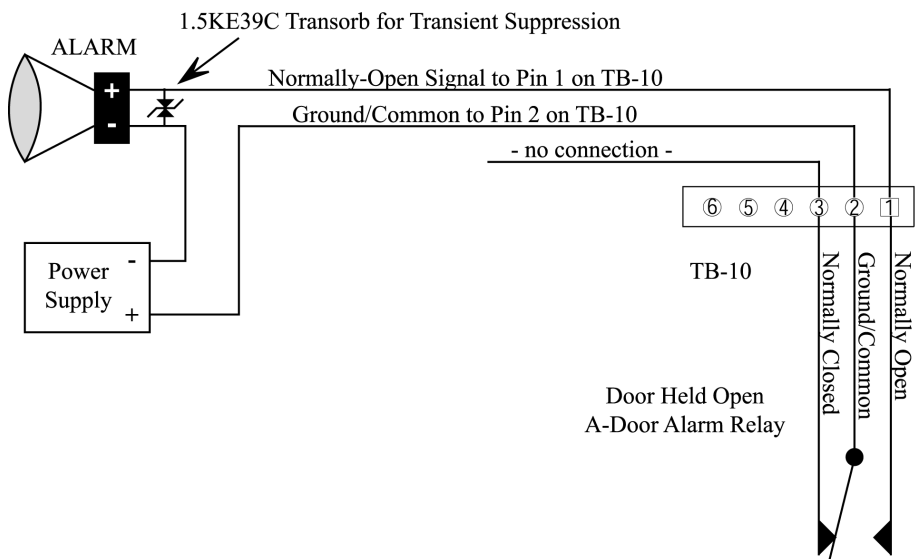 1.5KE39C Transorb for Transient Suppression
ALARM
+
-
Normally-Open Signal to Pin 1 on TB-10
Ground/Common to Pin 2 on TB-10
- no connection -
6 5 4 3 2 1
TB-10
Power
Supply
-
+
Normally Closed
Ground/Common
Normally Open
Door Held Open
A-Door Alarm Relay